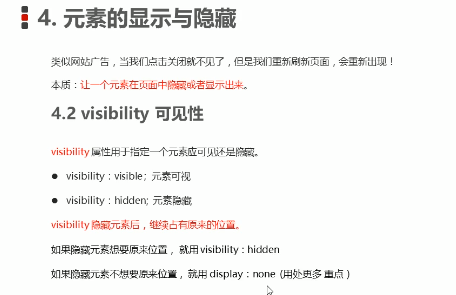 4. 元素的显示与隐藏
类似网站广告，当我们点击关闭就不见了，但是我们重新刷新页面，会重新出现！
本质：让一个元素在页面中隐藏或者显示出来。
4.2 visibility 可见性
visibility 属性用于指定一个元素应可见还是隐藏。
● visibility：visible; 元素可视
● visibility：hidden; 元素隐藏
visibility 隐藏元素后，继续占有原来的位置。
如果隐藏元素想要原来位置， 就用 visibility：hidden
如果隐藏元素不想要原来位置， 就用 display：none (用处更多 重点）